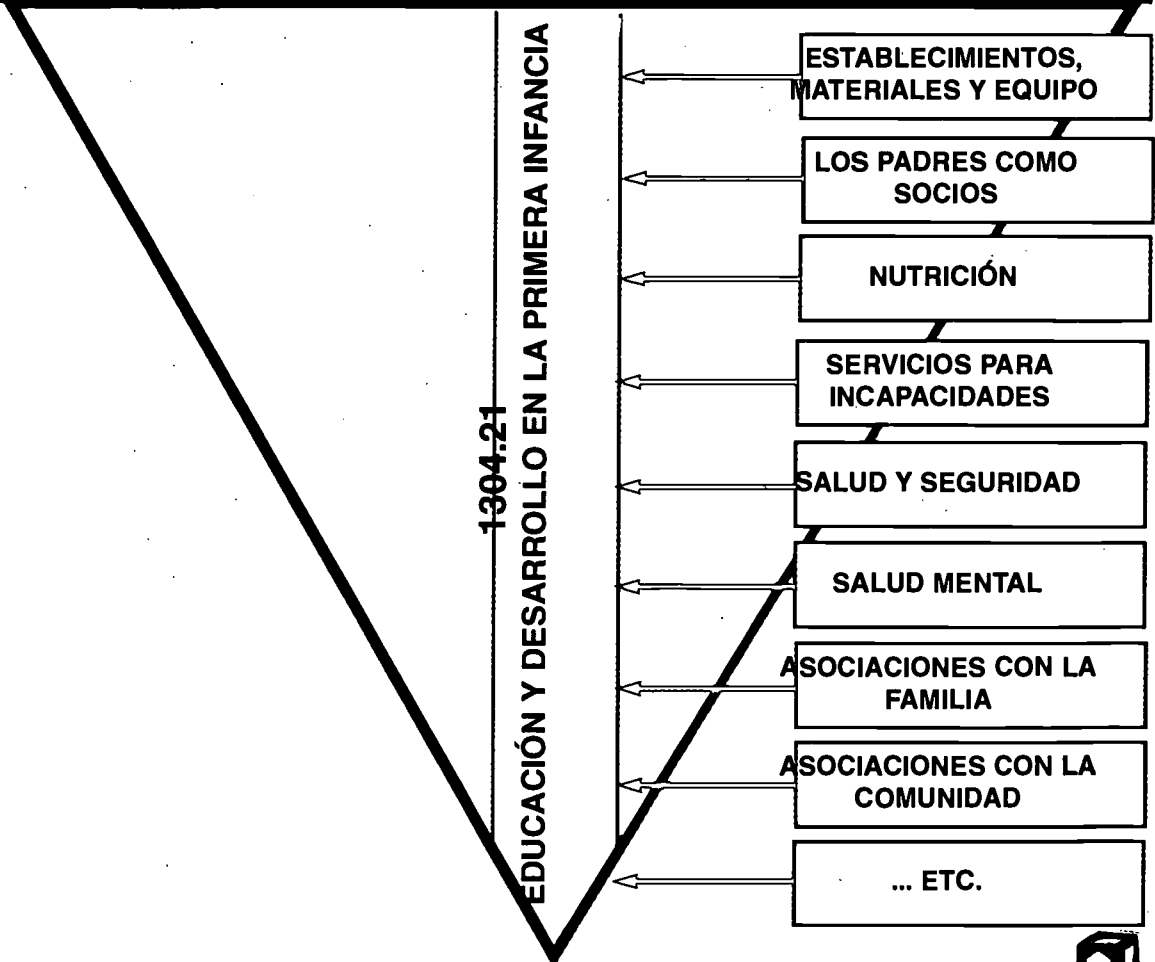 1304.21
EDUCACIÓN Y DESARROLLO EN LA PRIMERA INFANCIA
ESTABLECIMIENTOS,
MATERIALES Y EQUIPO
LOS PADRES COMO
SOCIOS
NUTRICIÓN
SERVICIOS PARA
INCAPACIDADES
SALUD Y SEGURIDAD
SALUD MENTAL
ASOCIACIONES CON LA
FAMILIA
ASOCIACIONES CON LA
COMUNIDAD
... ETC.